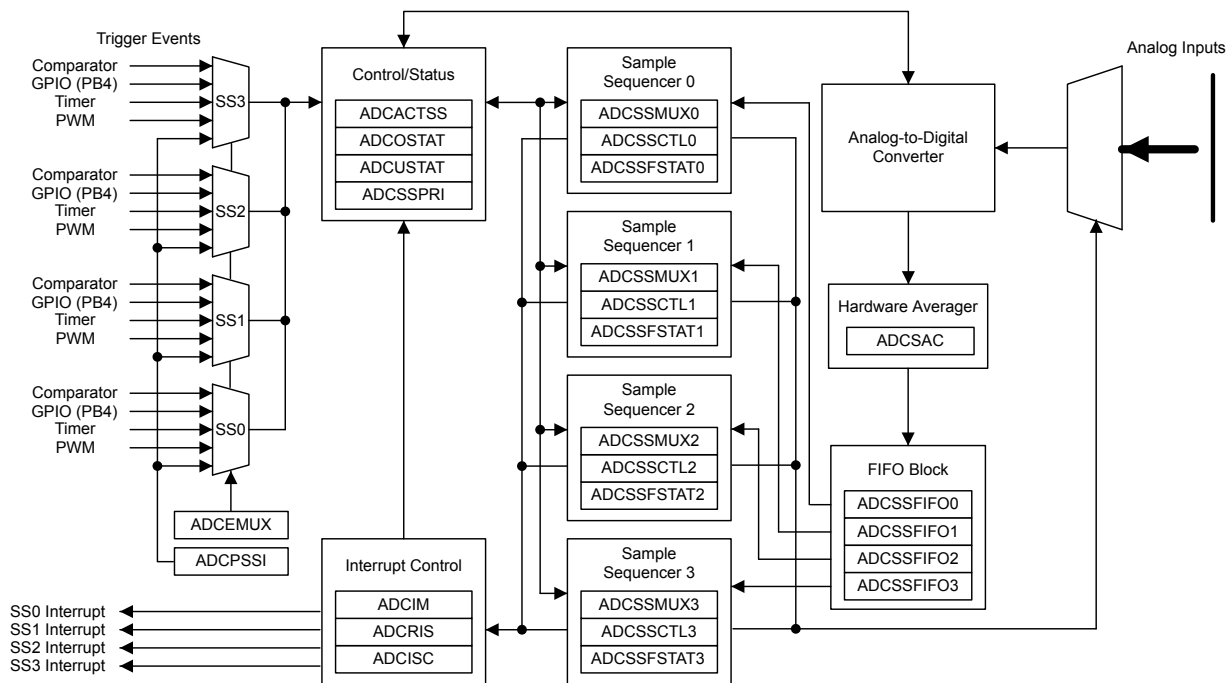 Trigger Events
Comparator
GPIO (PB4)
Timer
PWM
SS3
Comparator
GPIO (PB4)
Timer
PWM
SS2
Comparator
GPIO (PB4)
Timer
PWM
SS1
Comparator
GPIO (PB4)
Timer
PWM
SS0
ADCEMUX
ADCPSSI
Control/Status
ADCACTSS
ADCOSTAT
ADCUSTAT
ADCSSPRI
Interrupt Control
ADCIM
ADCRIS
ADCISC
SS0 Interrupt
SS1 Interrupt
SS2 Interrupt
SS3 Interrupt
Sample
Sequencer 0
ADCSSMUX0
ADCSSCTL0
ADCSSFSTAT0
Sample
Sequencer 1
ADCSSMUX1
ADCSSCTL1
ADCSSFSTAT1
Sample
Sequencer 2
ADCSSMUX2
ADCSSCTL2
ADCSSFSTAT2
Sample
Sequencer 3
ADCSSMUX3
ADCSSCTL3
ADCSSFSTAT3
Analog-to-Digital
Converter
Hardware Averager
ADCSAC
FIFO Block
ADCSSFIFO0
ADCSSFIFO1
ADCSSFIFO2
ADCSSFIFO3
Analog Inputs